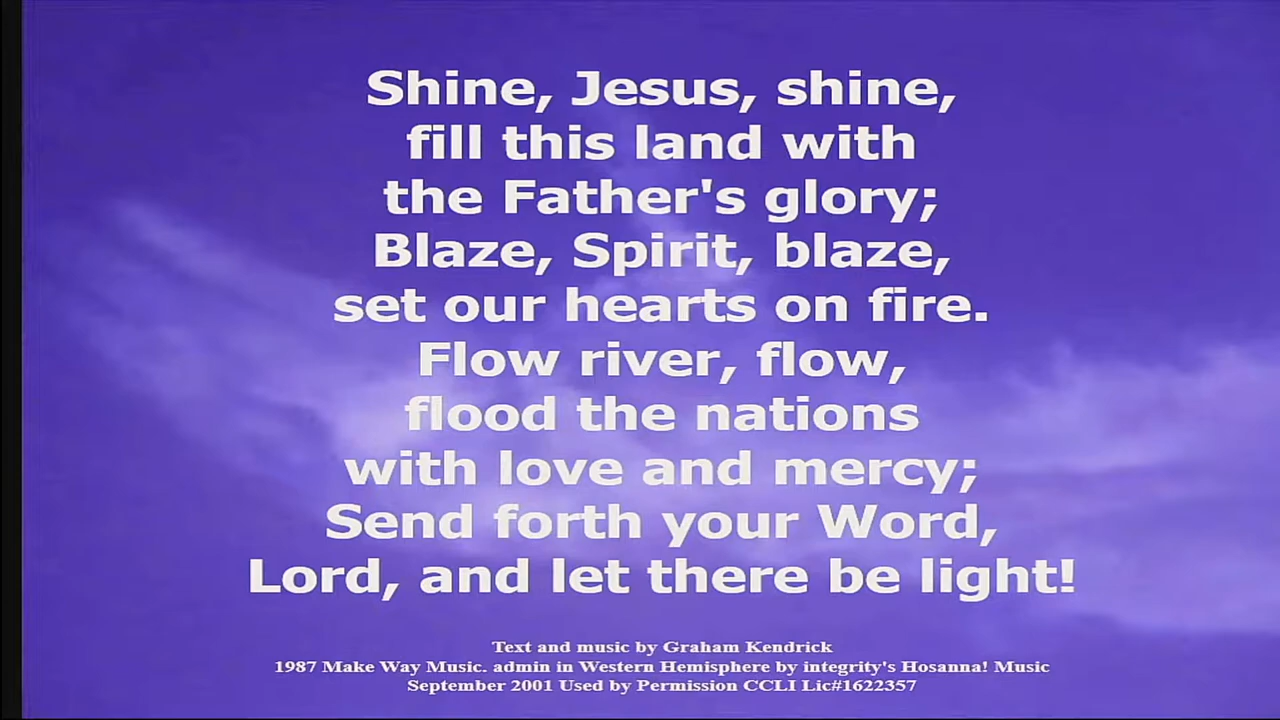 Shine, Jesus, shine,
fill this land with
the Father's glory;
Blaze, Spirit, blaze,
set our hearts on fire.
Flow river, flow,
flood the nations
with love and mercy;
Send forth your Word,
Lord, and let there be light!
Text and music by Graham Kendrick
1987 Make Way Music. admin in Western Hemisphere by integrity's Hosanna! Music
September 2001 Used by Permission CCLI Lic#1622357